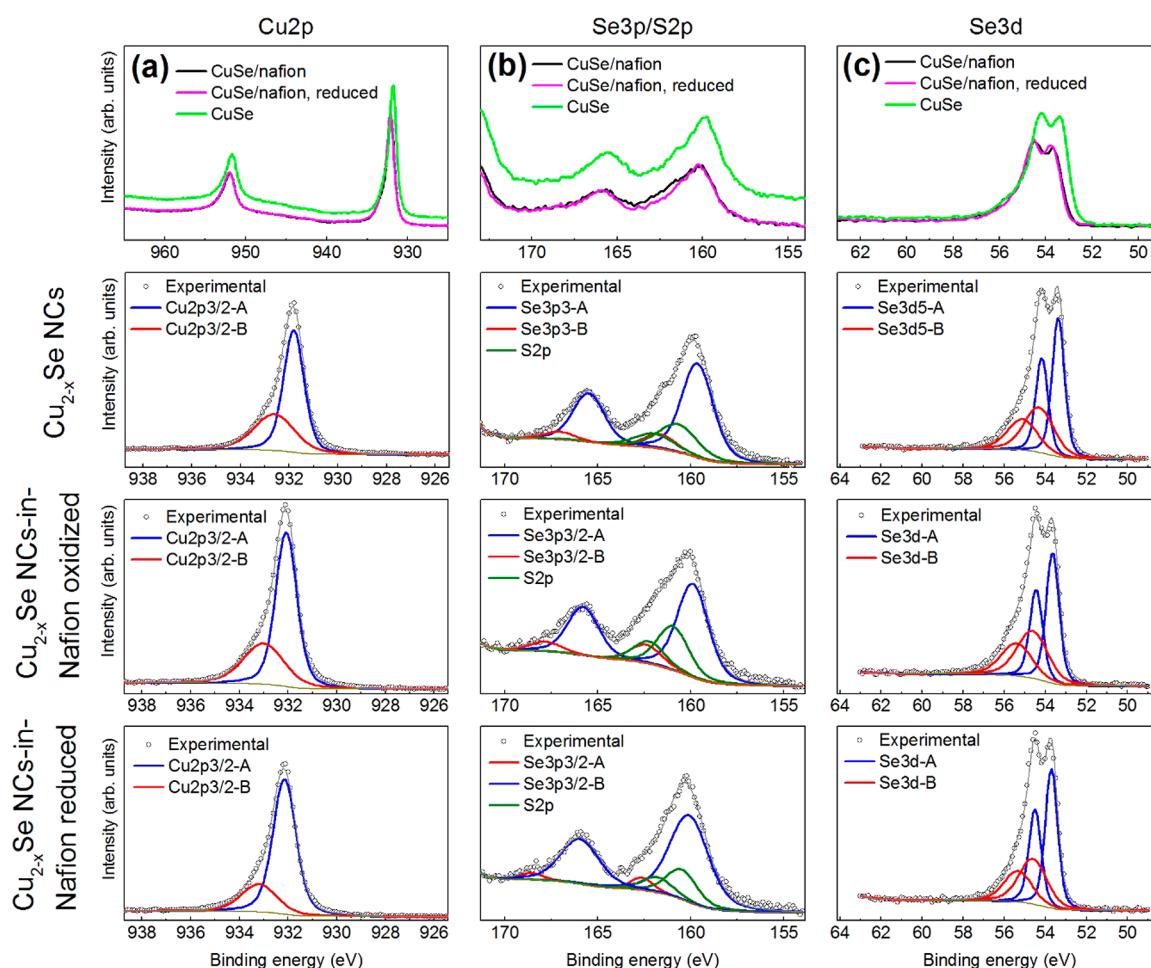 Cu2p
Se3p/S2p
Se3d
(a)
CuSe/nafion
CuSe/nafion, reduced
CuSe
Intensity (arb. units)
960 950 940 930
(b)
CuSe/nafion
CuSe/nafion, reduced
CuSe
170 165 160 155
(c)
CuSe/nafion
CuSe/nafion, reduced
CuSe
62 60 58 56 54 52 50
Cu2-xSe NCs
Intensity (arb. units)
Experimental
Cu2p3/2-A
Cu2p3/2-B
938 936 934 932 930 928 926
Experimental
Se3p3-A
Se3p3-B
S2p
170 165 160 155
Experimental
Se3d5-A
Se3d5-B
64 62 60 58 56 54 52 50
Cu2-xSe NCs-in-
Nafion oxidized
Intensity (arb. units)
Experimental
Cu2p3/2-A
Cu2p3/2-B
938 936 934 932 930 928 926
Experimental
Se3p3/2-A
Se3p3/2-B
S2p
170 165 160 155
Experimental
Se3d-A
Se3d-B
64 62 60 58 56 54 52 50
Cu2-xSe NCs-in-
Nafion reduced
Intensity (arb. units)
Experimental
Cu2p3/2-A
Cu2p3/2-B
938 936 934 932 930 928 926
Binding energy (eV)
Experimental
Se3p3/2-A
Se3p3/2-B
S2p
170 165 160 155
Binding energy (eV)
Experimental
Se3d-A
Se3d-B
64 62 60 58 56 54 52 50
Binding energy (eV)